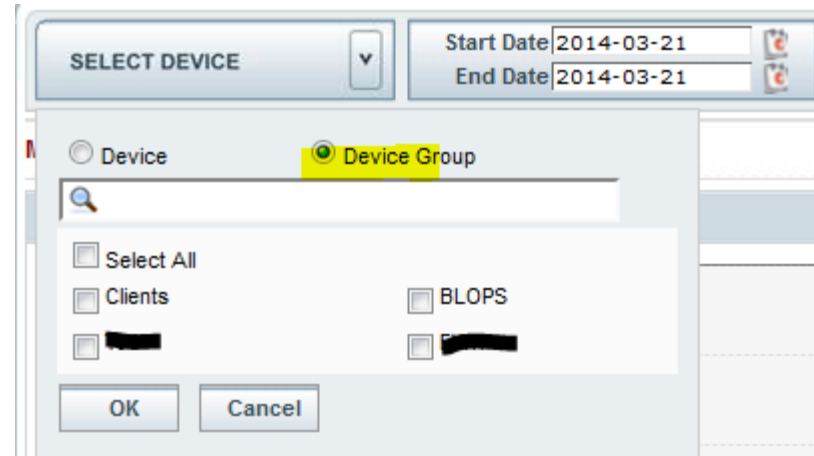 SELECT DEVICE
Start Date 2014-03-21
End Date 2014-03-21
Device
Device Group
Select All
Clients
BLOPS
OK
Cancel